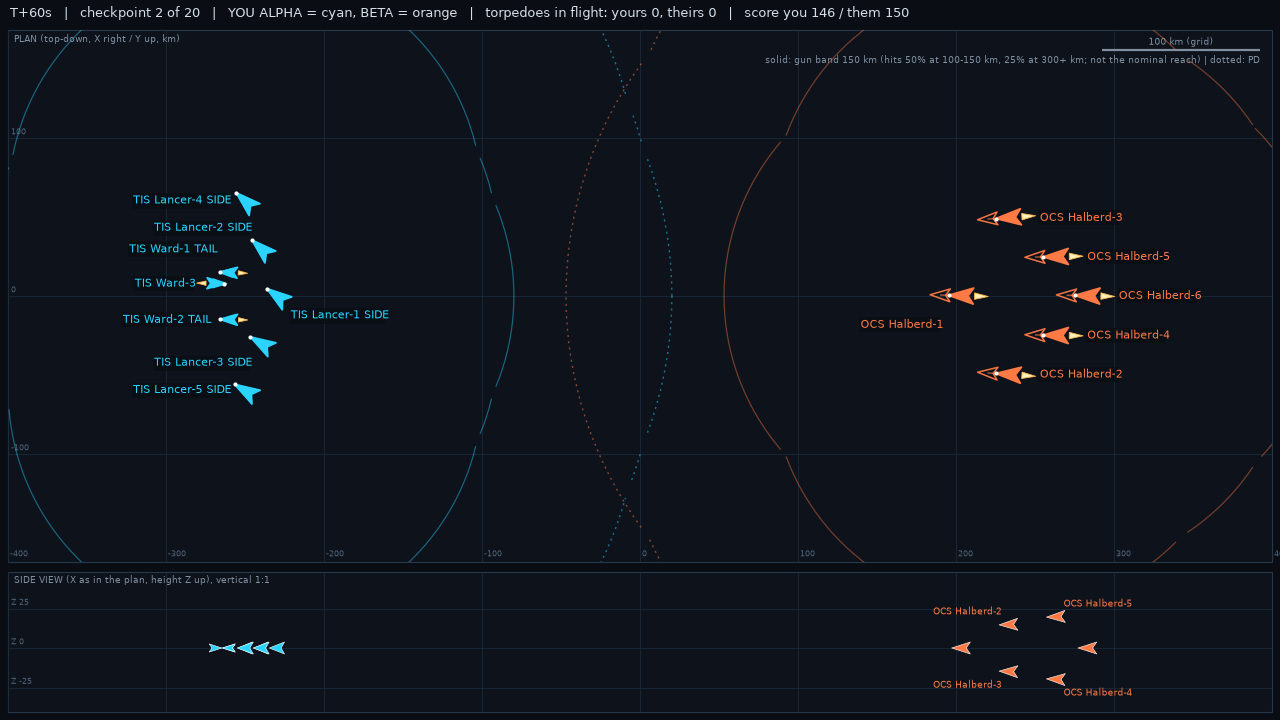 T+60s | checkpoint 2 of 20 | YOU ALPHA = cyan, BETA = orange | torpedoes in flight: yours 0, theirs 0 | score you 146 / them 150
PLAN (top-down, X right / Y up, km)
100 km (grid)
solid: gun band 150 km (hits 50% at 100-150 km, 25% at 300+ km; not the nominal reach) | dotted: PD
100
TIS Lancer-4 SIDE
OCS Halberd-3
TIS Lancer-2 SIDE
TIS Ward-1 TAIL
OCS Halberd-5
TIS Ward-3
0
OCS Halberd-6
TIS Lancer-1 SIDE
TIS Ward-2 TAIL
OCS Halberd-1
OCS Halberd-4
TIS Lancer-3 SIDE
OCS Halberd-2
TIS Lancer-5 SIDE
-100
-400 -300 -200 -100 0 100 200 300
SIDE VIEW (X as in the plan, height Z up), vertical 1:1
Z 25
OCS Halberd-5
OCS Halberd-2
Z 0
Z -25
OCS Halberd-3
OCS Halberd-4